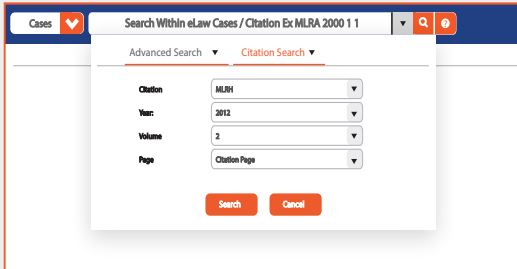 Cases Search Within eLaw Cases / Citation Ex MLRA 2000 1 1
Advanced Search Citation Search
Citation MLRH
Year: 2012
Volume 2
Page Citation Page
Search Cancel